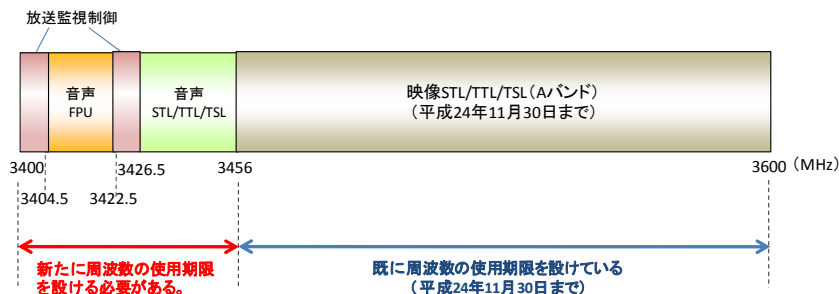 放送監視制御
音声
FPU
音声
STL/TTL/TSL
映像STL/TTL/TSL(Aバンド)
(平成24年11月30日まで)
3400
3426.5
3456
3600
(MHz)
3404.5
3422.5
新たに周波数の使用期限
を設ける必要がある。
既に周波数の使用期限を設けている
(平成24年11月30日まで)